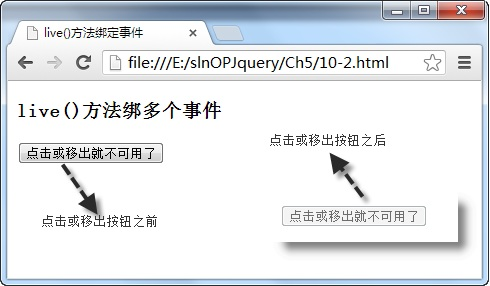 live()方法绑定事件
file:///E:/slnOPJquery/Ch5/10-2.html
live()方法绑多个事件
点击或移出按钮之后
点击或移出就不可用了
点击或移出就不可用了
点击或移出按钮之前